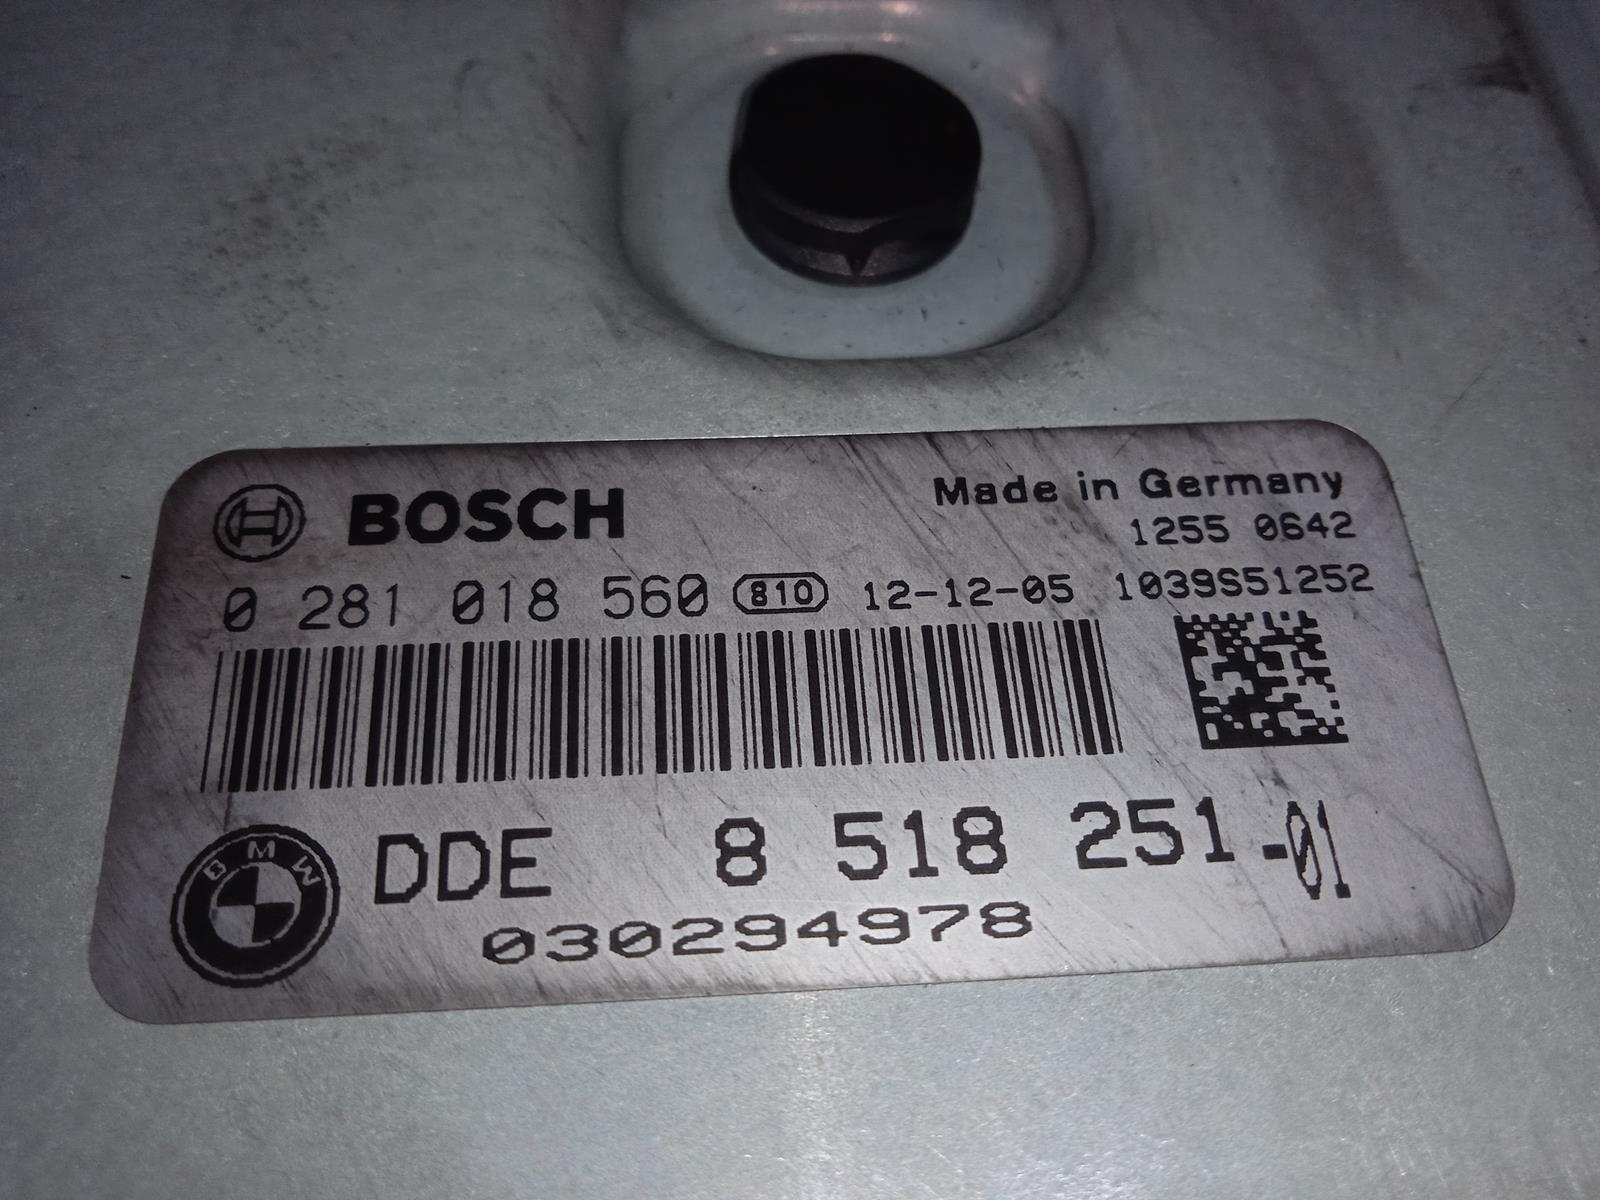 BOSCH
Made in Germany
1255 0642
0 281 018 560 810 12-12-05 1039S51252
BMW
DDE 8 518 251-01
030294978